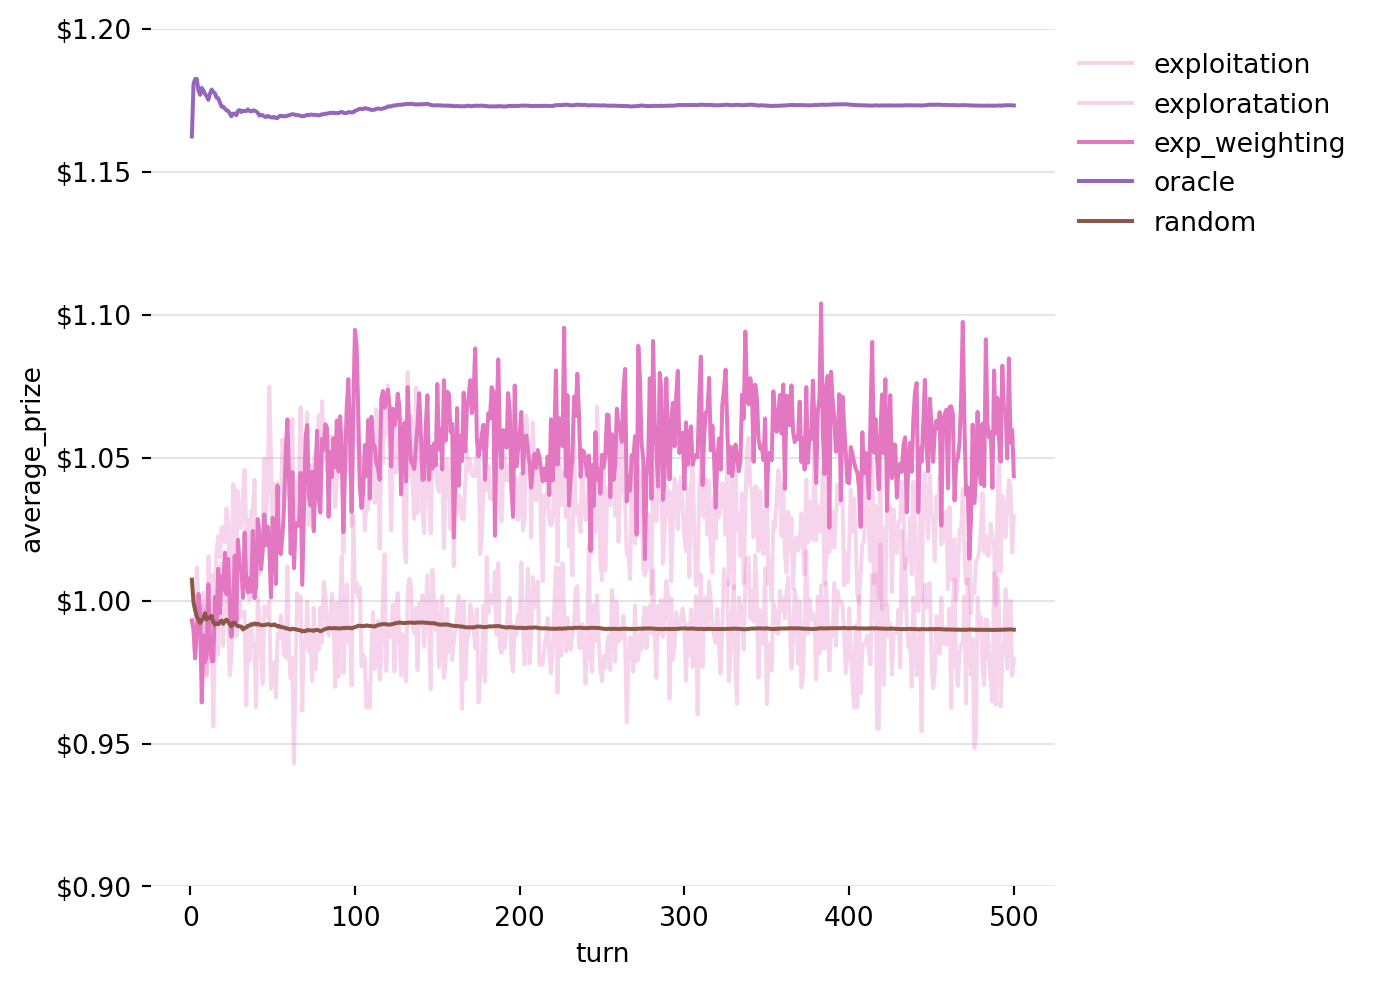 $1.20
$1.15
$1.10
$1.05
$1.00
$0.95
$0.90
average_prize
0 100 200 300 400 500
turn
exploitation
exploratation
exp_weighting
oracle
random